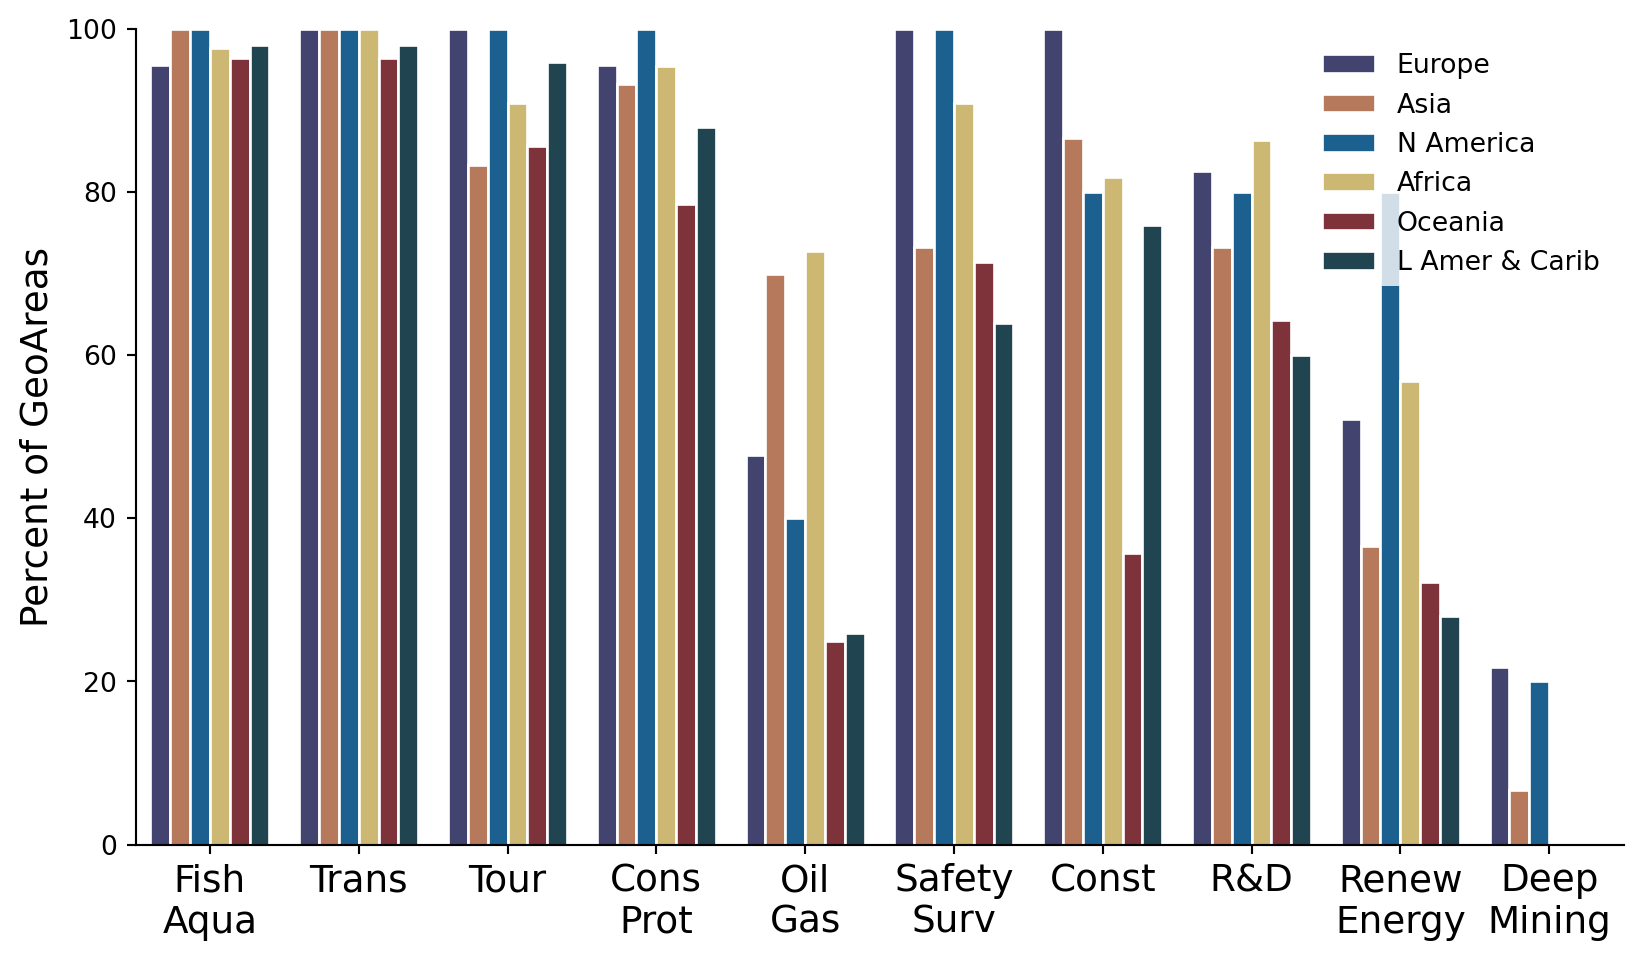 Percent of GeoAreas
100
80
60
40
20
0
Europe
Asia
N America
Africa
Oceania
L Amer & Carib
Fish
Aqua
Trans
Tour
Cons
Prot
Oil
Gas
Safety
Surv
Const
R&D
Renew
Energy
Deep
Mining